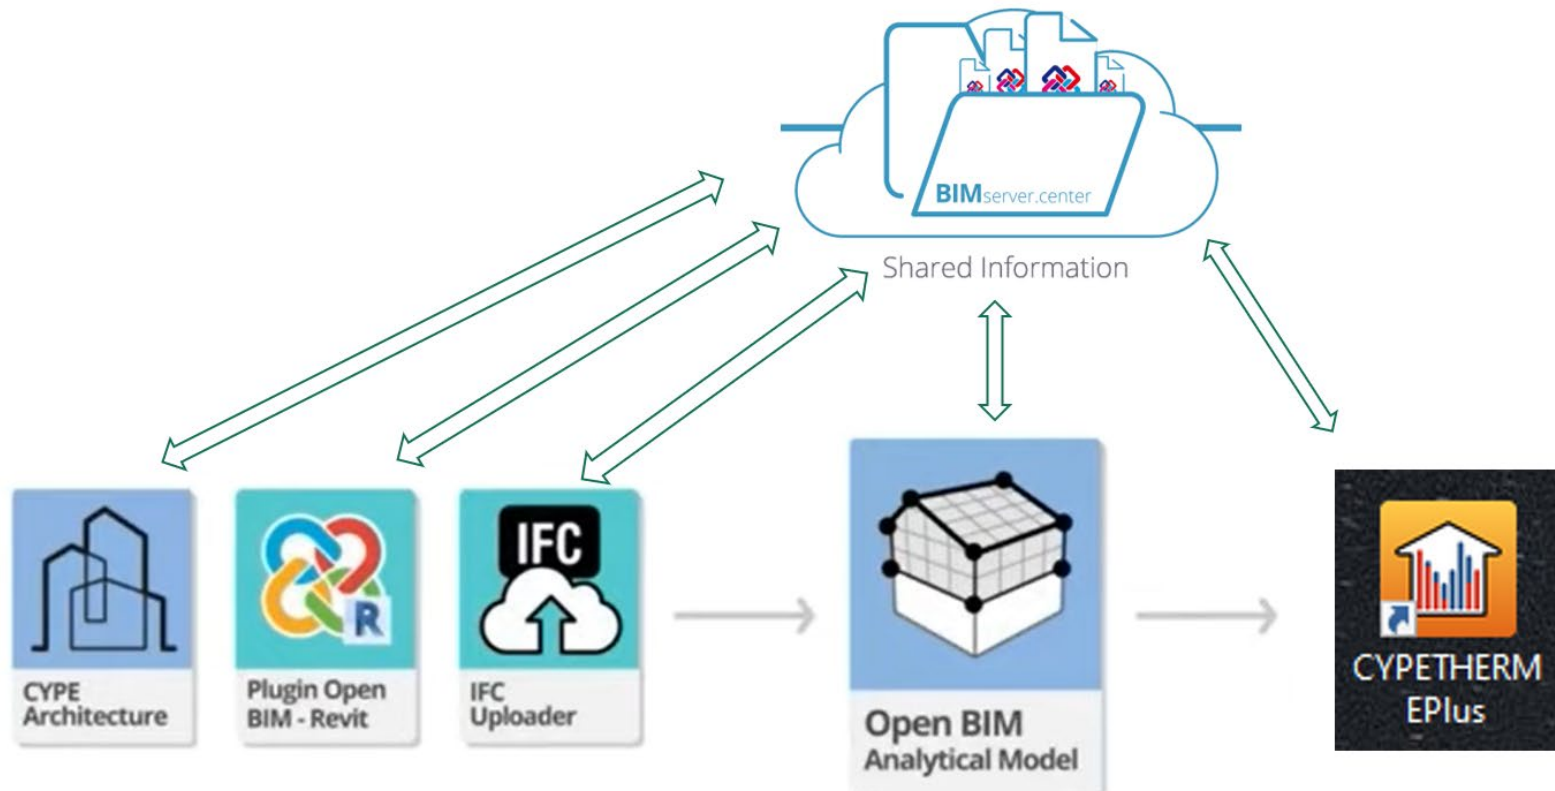 BIMserver.center
Shared Information
CYPE
Architecture
Plugin Open
BIM - Revit
R
IFC
IFC
Uploader
Open BIM
Analytical Model
CYPETHERM
EPlus